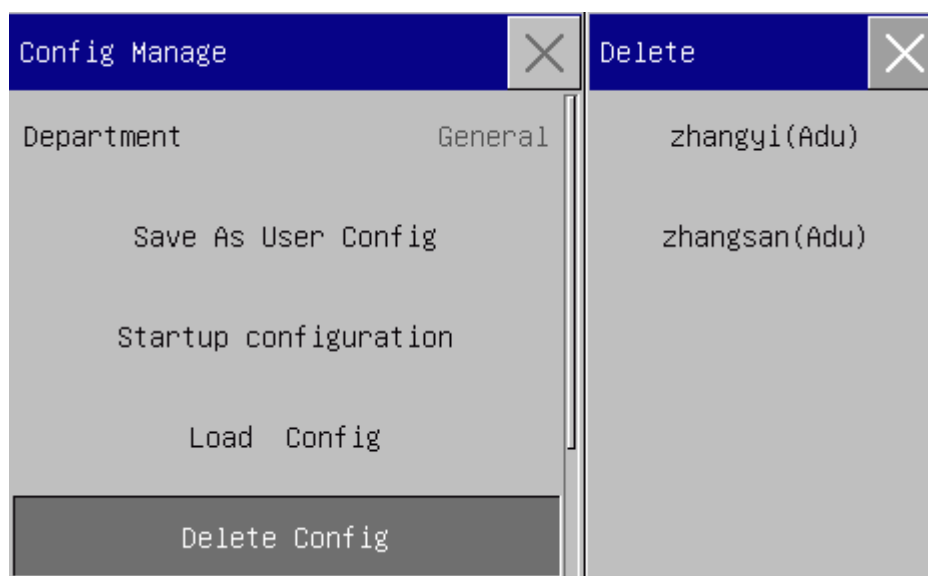 Config Manage
Department General
Save As User Config
Startup configuration
Load Config
Delete Config
Delete
zhangyi(Adu)
zhangsan(Adu)